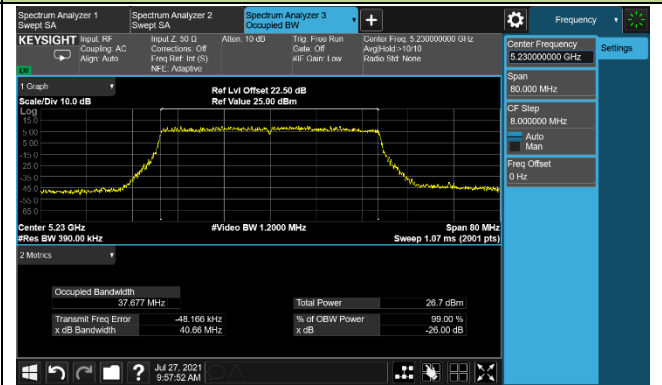 Spectrum Analyzer 1
Swept SA
Spectrum Analyzer 2
Swept SA
Spectrum Analyzer 3
Occupied BW
+
Frequency
KEYSIGHT
Input: RF
Coupling: AC
Align: Auto
Input Z: 50 Ω
Corrections: Off
Freq Ref: Int (S)
NFE: Adaptive
Atten: 10 dB
Trig: Free Run
Gate: Off
#IF Gain: Low
Center Freq: 5.230000000 GHz
Avg|Hold:>10/10
Radio Std: None
Center Frequency
5.230000000 GHz
Settings
Span
80.000 MHz
CF Step
8.000000 MHz
Auto
Man
Freq Offset
0 Hz
1 Graph
Scale/Div 10.0 dB
Ref Lvl Offset 22.50 dB
Ref Value 25.00 dBm
Log
15.0
5.00
-5.00
-15.0
-25.0
-35.0
-45.0
-55.0
-65.0
Center 5.23 GHz
#Video BW 1.2000 MHz
Span 80 MHz
#Res BW 390.00 kHz
Sweep 1.07 ms (2001 pts)
2 Metrics
Occupied Bandwidth
37.677 MHz
Total Power
26.7 dBm
Transmit Freq Error
-48.166 kHz
% of OBW Power
99.00 %
x dB Bandwidth
40.66 MHz
x dB
-26.00 dB
?
Jul 27, 2021
9:57:52 AM